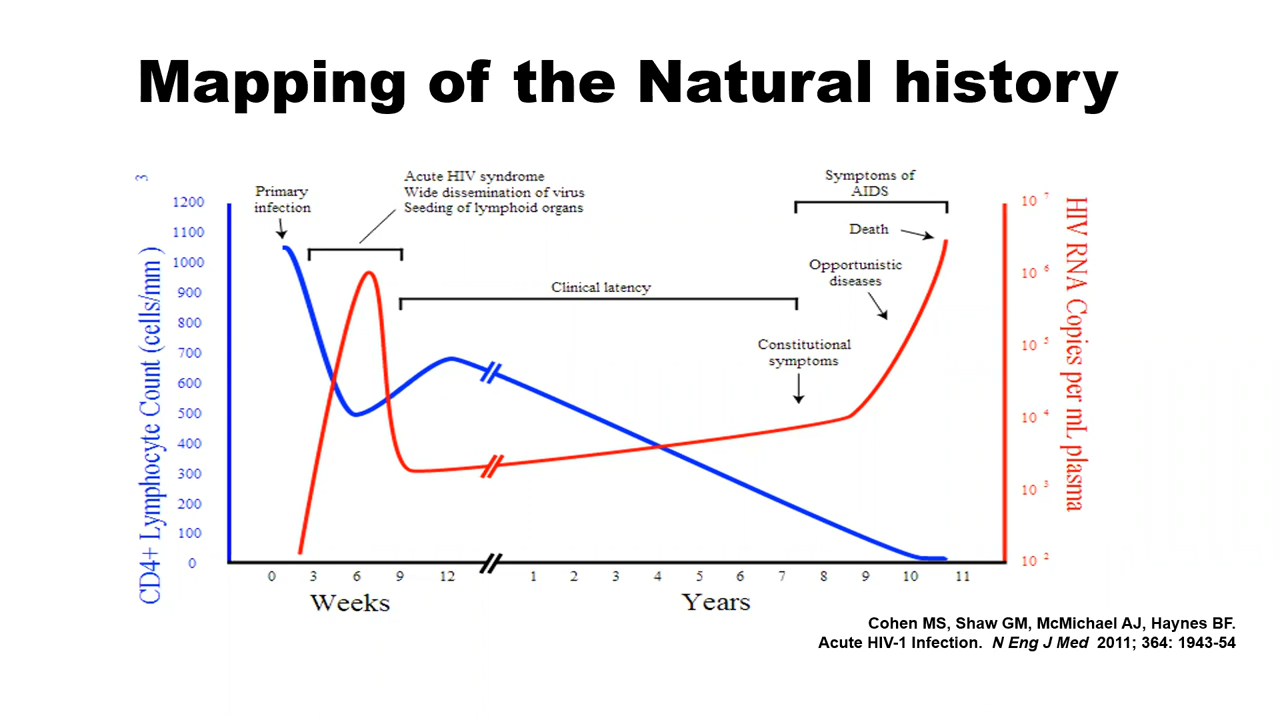 Mapping of the Natural history
3
CD4+ Lymphocyte Count (cells/mm )
1200
1100
1000
900
800
700
600
500
400
300
200
100
0
Primary
infection
Acute HIV syndrome
Wide dissemination of virus
Seeding of lymphoid organs
Clinical latency
Symptoms of
AIDS
Death
Opportunistic
diseases
Constitutional
symptoms
10 7
10 6
10 5
10 4
10 3
10 2
HIV RNA Copies per mL plasma
0 3 6 9 12 1 2 3 4 5 6 7 8 9 10 11
Weeks Years
Cohen MS, Shaw GM, McMichael AJ, Haynes BF.
Acute HIV-1 Infection. N Eng J Med 2011; 364: 1943-54